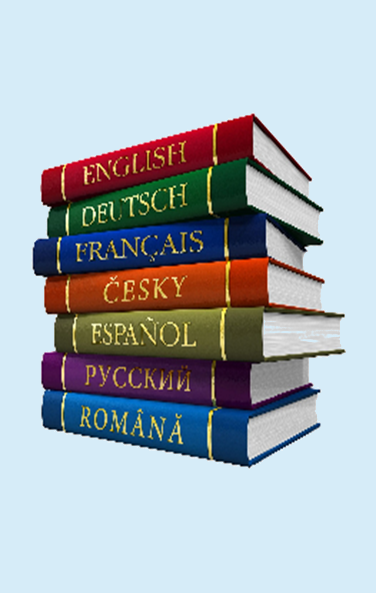 ENGLISH
DEUTSCH
FRANÇAIS
ČESKY
ESPAÑOL
РУССКИЙ
ROMÂNĂ